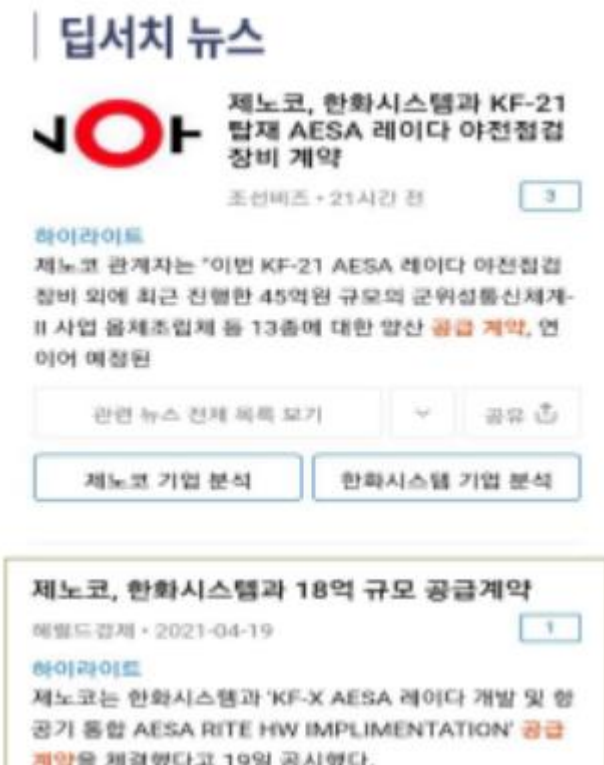 딥서치 뉴스
제노코, 한화시스템과 KF-21
탑재 AESA 레이다 야전점검
장비 계약
조선비즈 • 21시간 전
3
하이라이트
제노코 관계자는 "이번 KF-21 AESA 레이다 야전점검
장비 외에 최근 진행한 45억원 규모의 군위성통신체계-
II 사업 몸체조립체 등 13종에 대한 양산 공급 계약, 연
이어 예정된
관련 뉴스 전체 목록 보기
공유
제노코 기업 분석
한화시스템 기업 분석
제노코, 한화시스템과 18억 규모 공급계약
헤럴드경제 • 2021-04-19
1
하이라이트
제노코는 한화시스템과 'KF-X AESA 레이다 개발 및 항
공기 통합 AESA RITE HW IMPLIMENTATION' 공급
계약을 체결했다고 19일 공시했다.